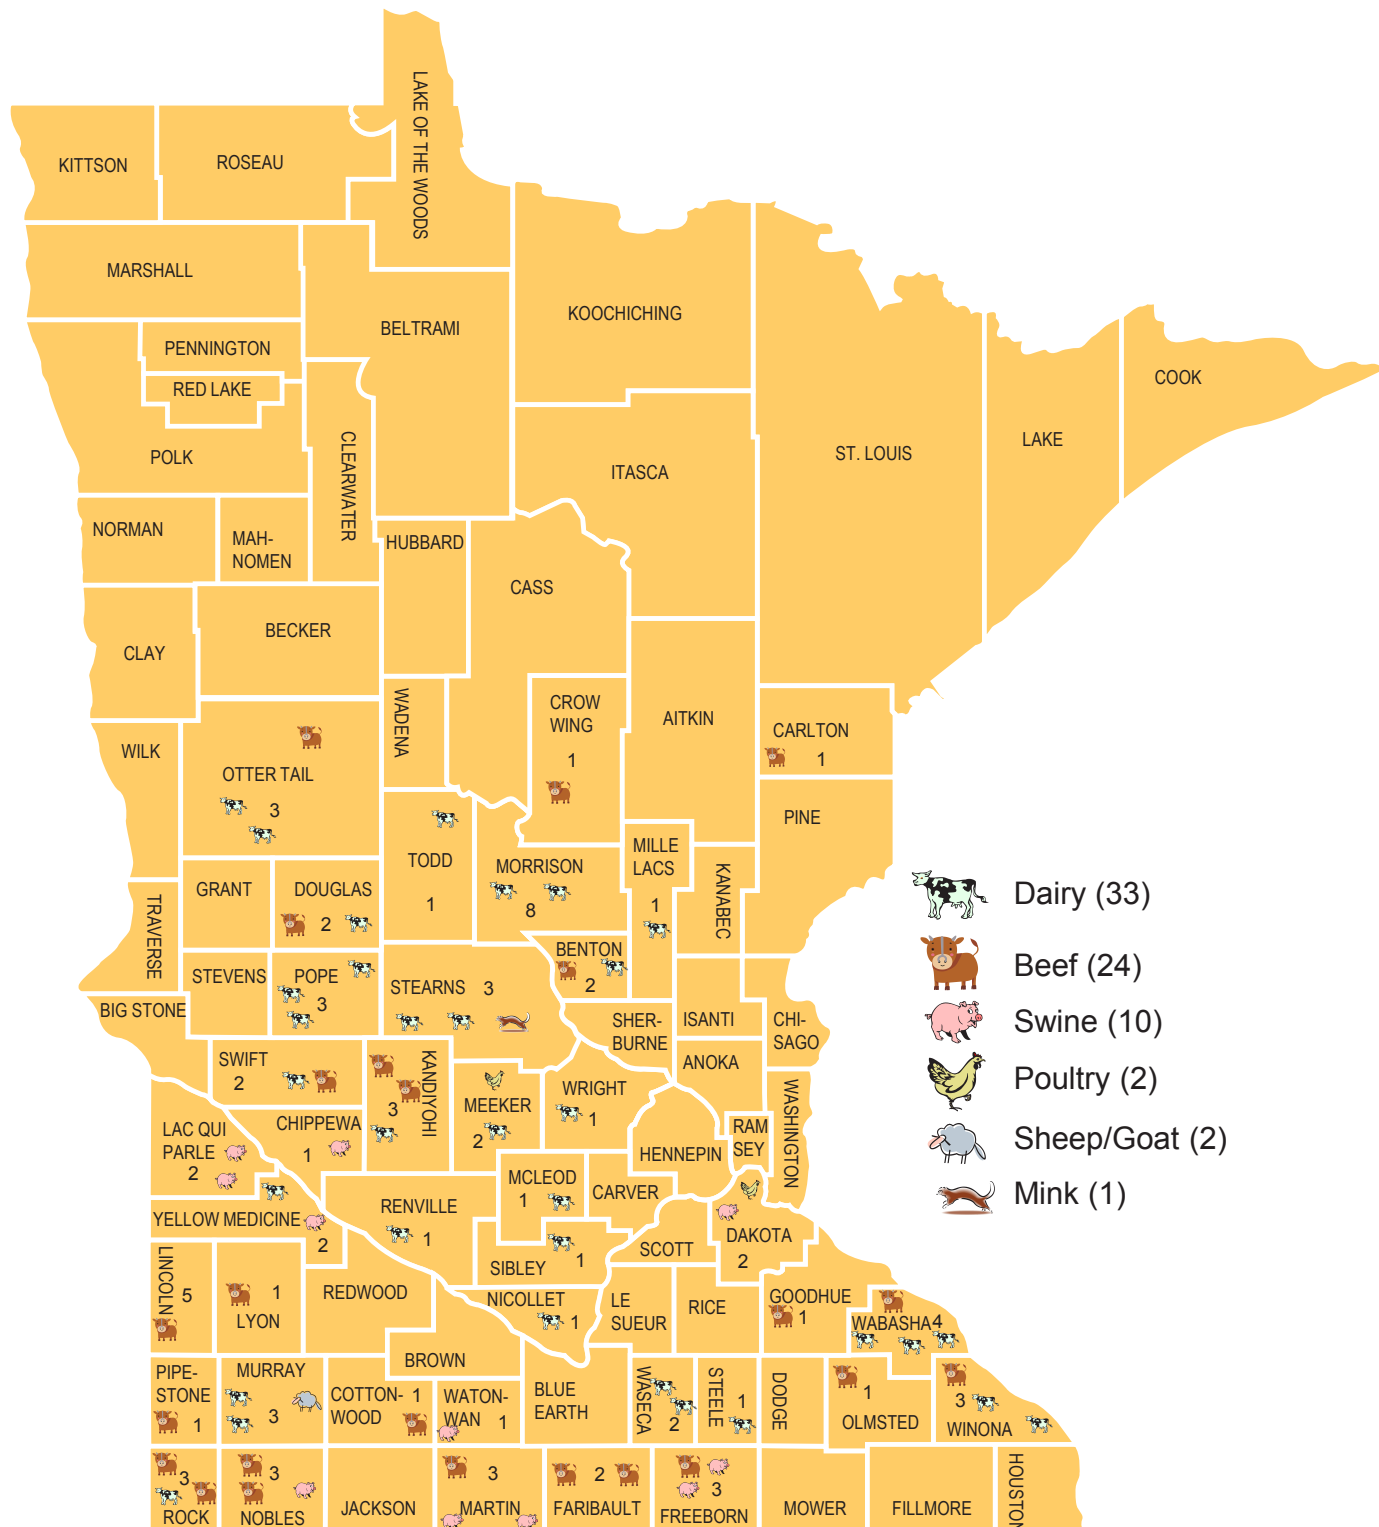 LAKE OF THE WOODS
KITTSON
ROSEAU
MARSHALL
BELTRAMI
KOOCHICHING
PENNINGTON
RED LAKE
COOK
LAKE
ST. LOUIS
POLK
CLEARWATER
ITASCA
NORMAN
MAH-
NOMEN
HUBBARD
CASS
BECKER
CLAY
WADENA
CROW
WING
1
AITKIN
CARLTON
1
WILK
OTTER TAIL
3
PINE
TODD
1
MORRISON
8
MILLE
LACS
1
KANABEC
GRANT
DOUGLAS
2
TRAVERSE
BENTON
2
STEVENS
POPE
3
STEARNS 3
BIG STONE
SHER-
BURNE
ISANTI
CHI-
SAGO
SWIFT
2
KANDIYOHI
3
MEEKER
2
WRIGHT
1
ANOKA
WASHINGTON
LAC QUI
PARLE
2
CHIPPEWA
1
HENNEPIN
RAM
SEY
MCLEOD
1
CARVER
YELLOW MEDICINE
2
RENVILLE
1
SIBLEY
1
SCOTT
DAKOTA
2
LINCOLN
5
LYON
1
REDWOOD
NICOLLET
1
LE
SUEUR
RICE
GOODHUE
1
WABASHA4
PIPE-
STONE
1
MURRAY
3
COTTON-
WOOD
1
BROWN
WATON-
WAN
1
BLUE
EARTH
WASECA
2
STEELE
1
DODGE
OLMSTED
1
WINONA
3
ROCK
3
NOBLES
3
JACKSON
MARTIN
3
FARIBAULT
2
FREEBORN
3
MOWER
FILLMORE
HOUSTON
Dairy (33)
Beef (24)
Swine (10)
Poultry (2)
Sheep/Goat (2)
Mink (1)